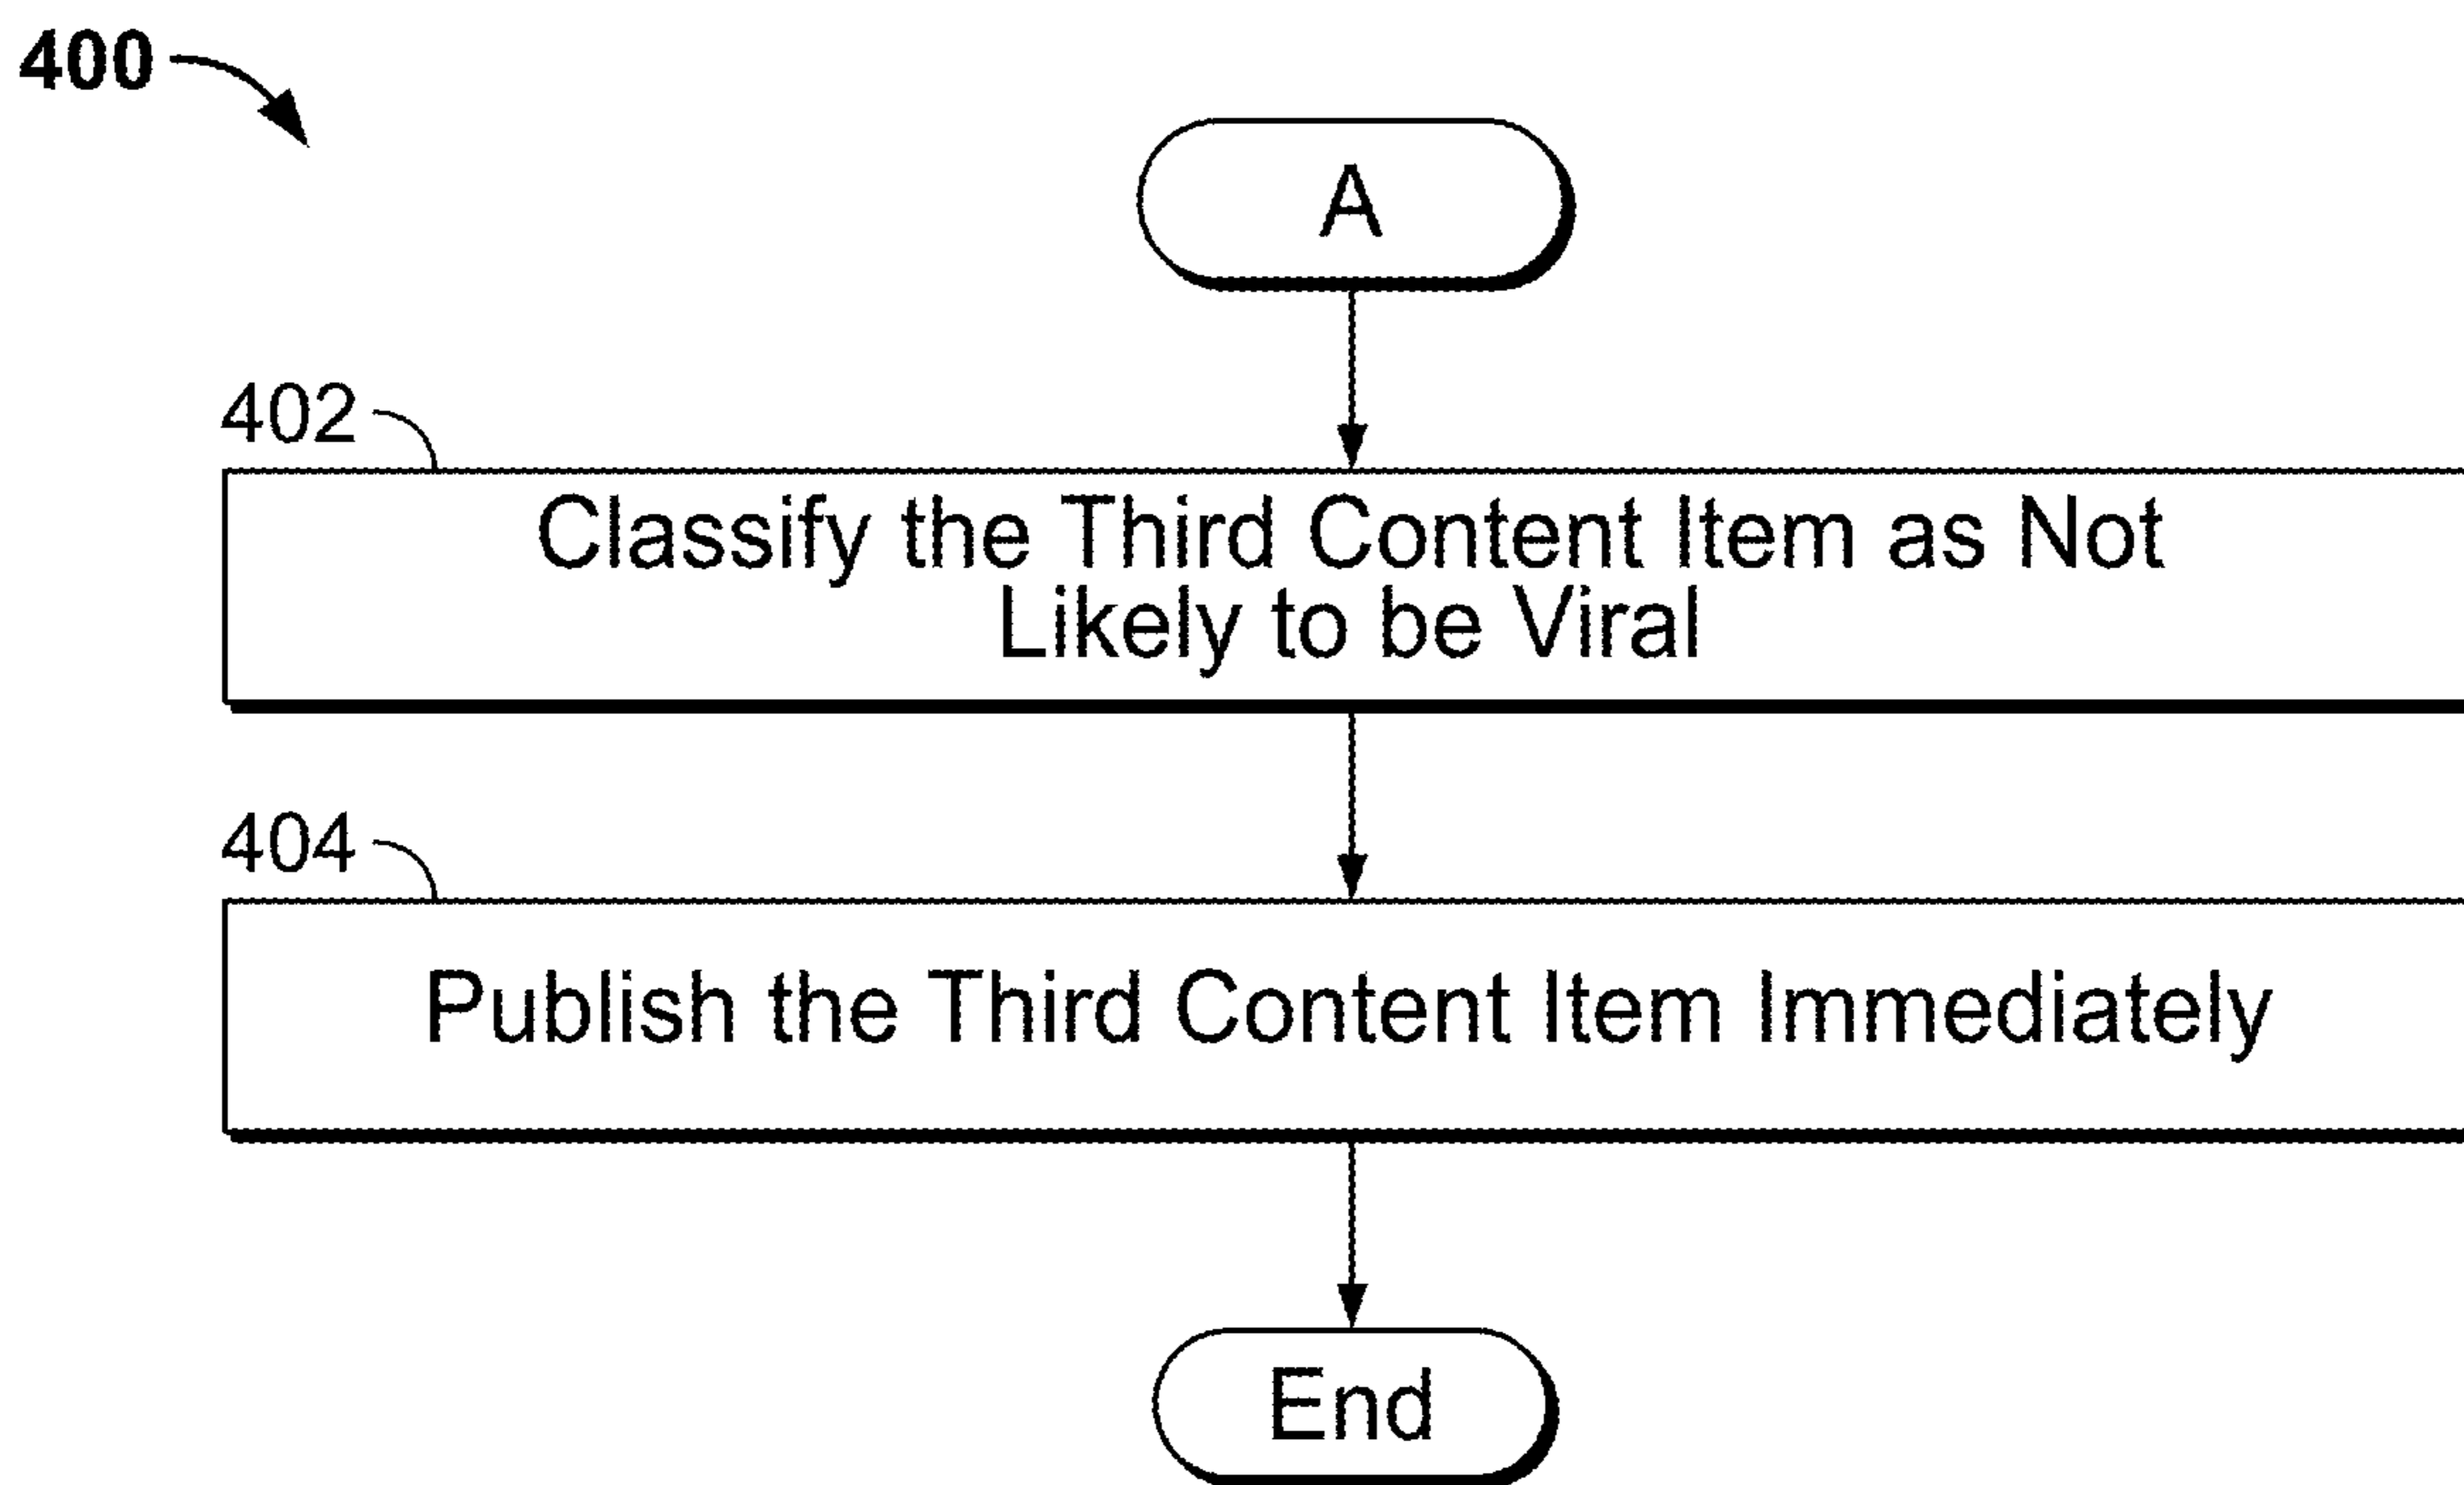 400
A
402
Classify the Third Content Item as Not
Likely to be Viral
404
Publish the Third Content Item Immediately
End